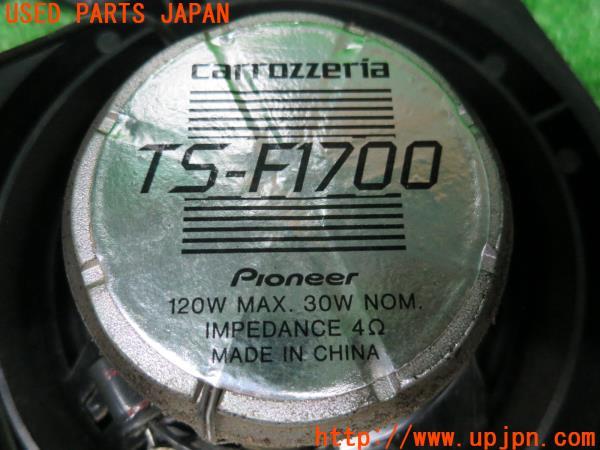 USED PARTS JAPAN
carrozzeria
TS-F1700
Pioneer
120W MAX. 30W NOM.
IMPEDANCE 4Ω
MADE IN CHINA
http://www.upjpn.com